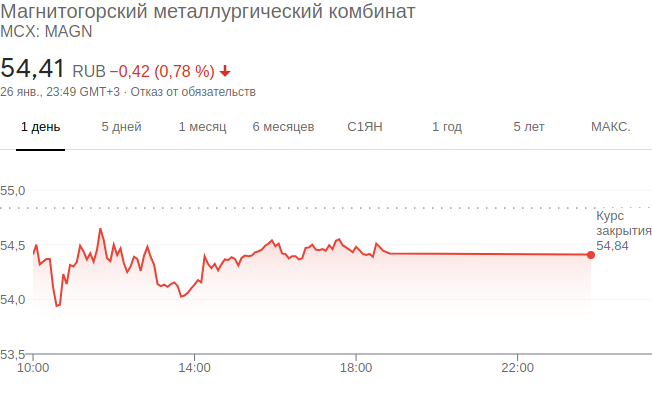 Магнитогорский металлургический комбинат
MCX: MAGN
54,41 RUB −0,42 (0,78 %)
26 янв., 23:49 GMT+3 · Отказ от обязательств
1 день 5 дней 1 месяц 6 месяцев С1ЯН 1 год 5 лет МАКС.
55,0
Курс
закрытия
54,84
54,5
54,0
53,5
10:00 14:00 18:00 22:00